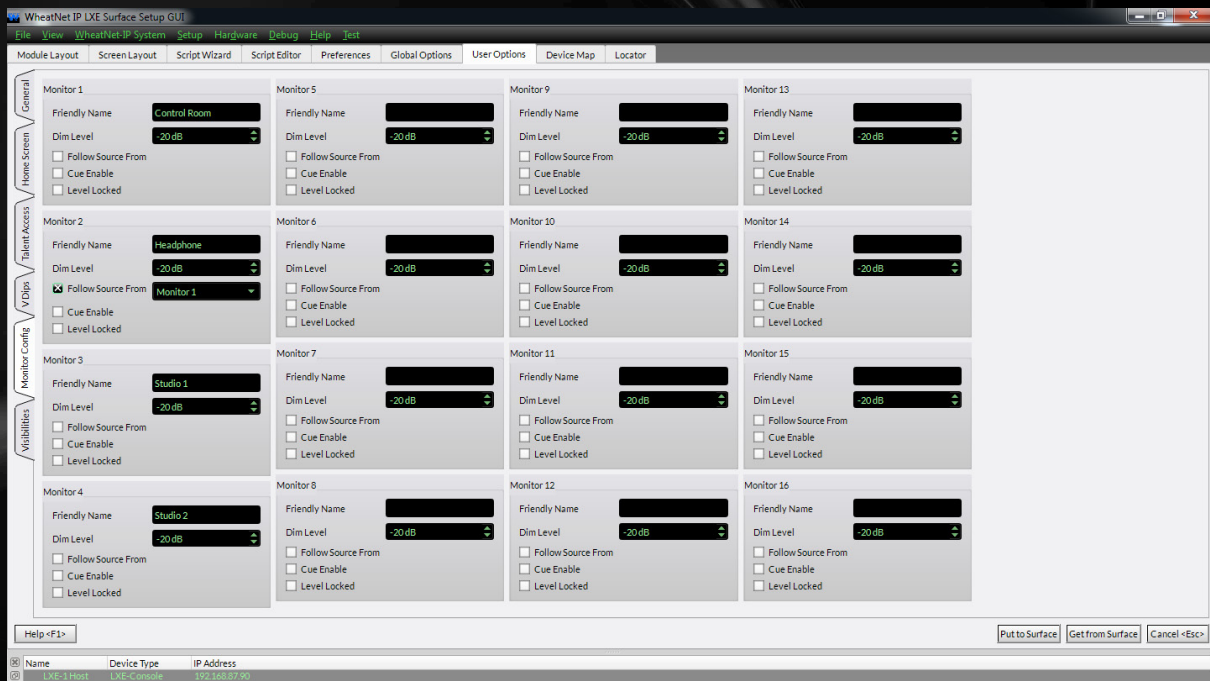 WheatNet IP LXE Surface Setup GUI
File View WheatNet-IP System Setup Hardware Debug Help Test
Module Layout Screen Layout Script Wizard Script Editor Preferences Global Options User Options Device Map Locator
General
Home Screen
Talent Access
V Dips
Monitor Config
Visibilities
Monitor 1
Friendly Name Control Room
Dim Level -20 dB
Follow Source From
Cue Enable
Level Locked
Monitor 2
Friendly Name Headphone
Dim Level -20 dB
Follow Source From Monitor 1
Cue Enable
Level Locked
Monitor 3
Friendly Name Studio 1
Dim Level -20 dB
Follow Source From
Cue Enable
Level Locked
Monitor 4
Friendly Name Studio 2
Dim Level -20 dB
Follow Source From
Cue Enable
Level Locked
Monitor 5
Friendly Name
Dim Level -20 dB
Follow Source From
Cue Enable
Level Locked
Monitor 6
Friendly Name
Dim Level -20 dB
Follow Source From
Cue Enable
Level Locked
Monitor 7
Friendly Name
Dim Level -20 dB
Follow Source From
Cue Enable
Level Locked
Monitor 8
Friendly Name
Dim Level -20 dB
Follow Source From
Cue Enable
Level Locked
Monitor 9
Friendly Name
Dim Level -20 dB
Follow Source From
Cue Enable
Level Locked
Monitor 10
Friendly Name
Dim Level -20 dB
Follow Source From
Cue Enable
Level Locked
Monitor 11
Friendly Name
Dim Level -20 dB
Follow Source From
Cue Enable
Level Locked
Monitor 12
Friendly Name
Dim Level -20 dB
Follow Source From
Cue Enable
Level Locked
Monitor 13
Friendly Name
Dim Level -20 dB
Follow Source From
Cue Enable
Level Locked
Monitor 14
Friendly Name
Dim Level -20 dB
Follow Source From
Cue Enable
Level Locked
Monitor 15
Friendly Name
Dim Level -20 dB
Follow Source From
Cue Enable
Level Locked
Monitor 16
Friendly Name
Dim Level -20 dB
Follow Source From
Cue Enable
Level Locked
Help <F1> Put to Surface Get from Surface Cancel <Esc>
Name Device Type IP Address
LXE-1 Host LXE-Console 192.168.87.90